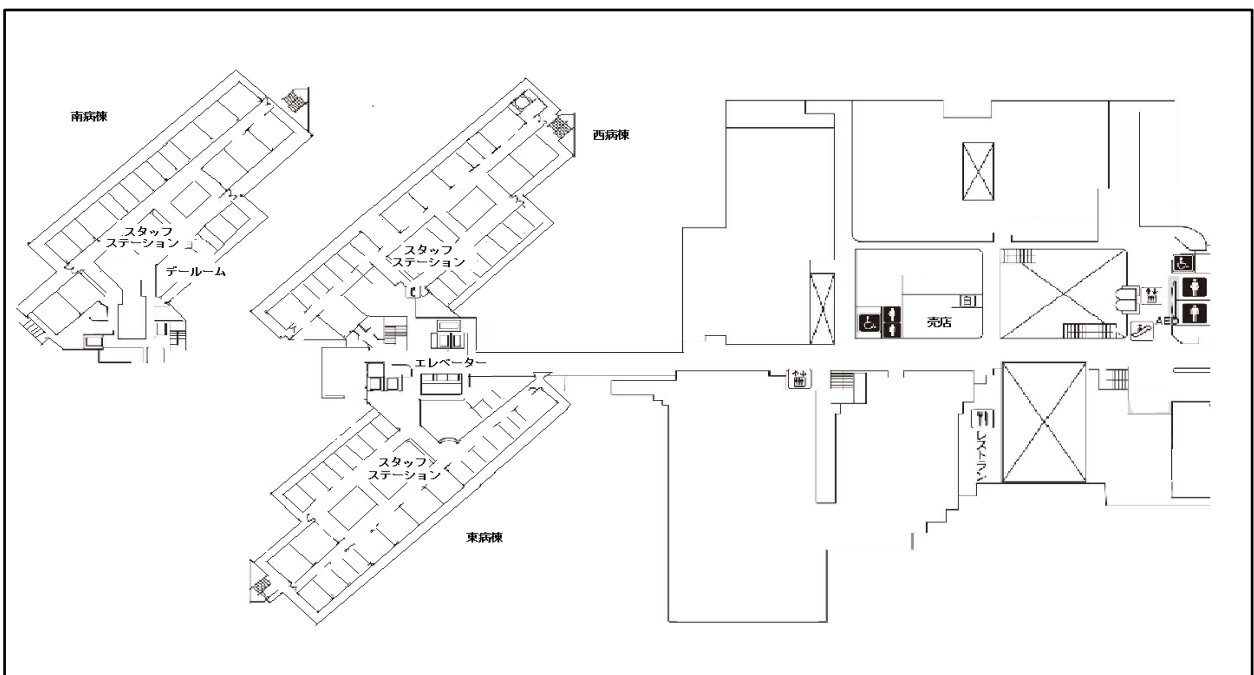 南病棟
西病棟
スタッフ
ステーション
デールーム
スタッフ
ステーション
エレベーター
自
売店
AED
レストラン
スタッフ
ステーション
東病棟